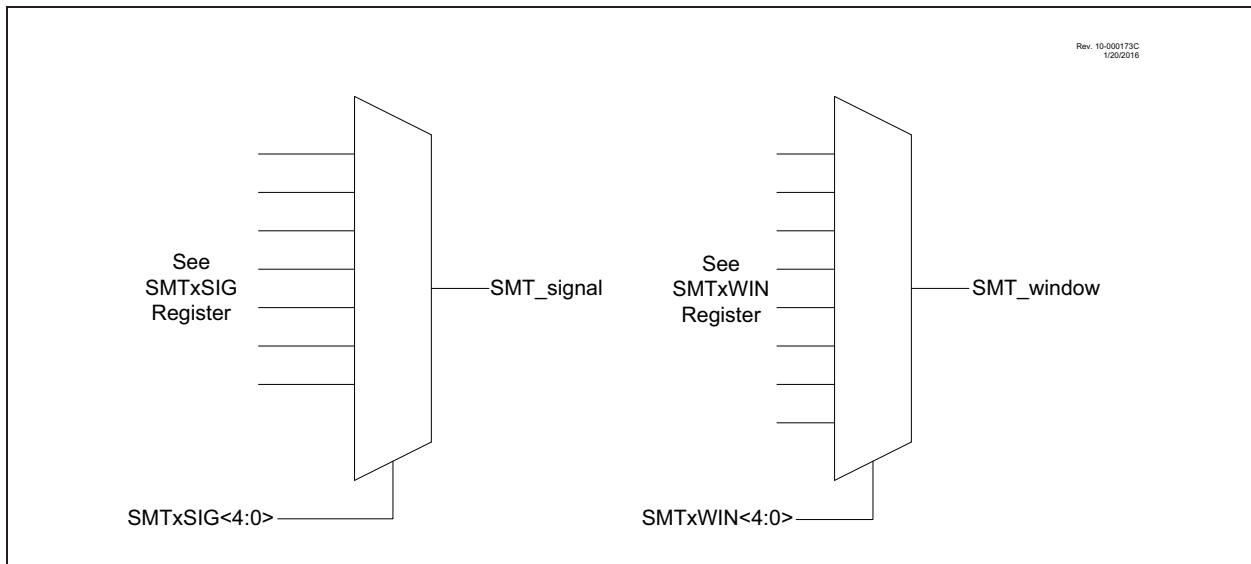 Rev. 10-000173C
1/20/2016
See
SMTxSIG
Register
SMT_signal
SMTxSIG<4:0>
See
SMTxWIN
Register
SMT_window
SMTxWIN<4:0>